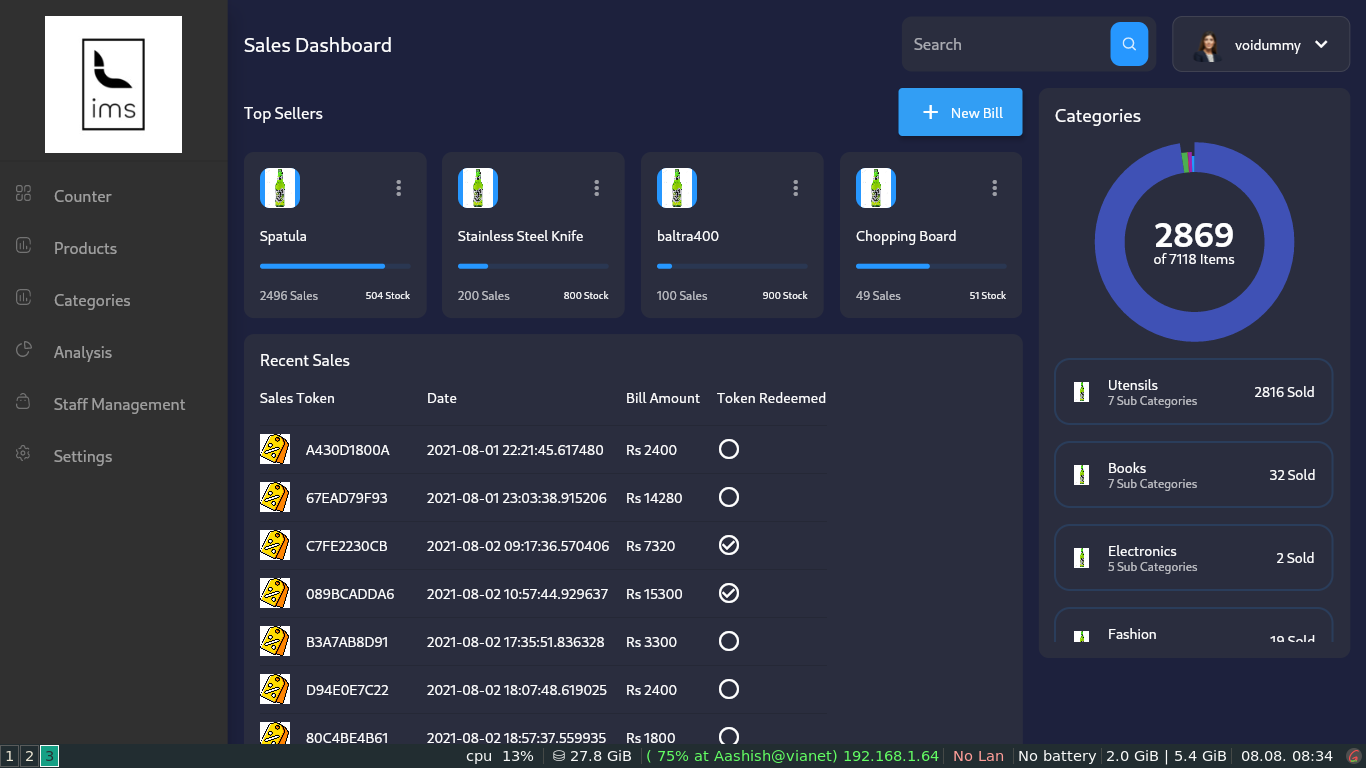 ims
Counter
Products
Categories
Analysis
Staff Management
Settings
Sales Dashboard
Search
voidummy
Top Sellers
New Bill
Spatula
2496 Sales 504 Stock
Stainless Steel Knife
200 Sales 800 Stock
baltra400
100 Sales 900 Stock
Chopping Board
49 Sales 51 Stock
Recent Sales
Sales Token Date Bill Amount Token Redeemed
A430D1800A 2021-08-01 22:21:45.617480 Rs 2400
67EAD79F93 2021-08-01 23:03:38.915206 Rs 14280
C7FE2230CB 2021-08-02 09:17:36.570406 Rs 7320
089BCADDA6 2021-08-02 10:57:44.929637 Rs 15300
B3A7AB8D91 2021-08-02 17:35:51.836328 Rs 3300
D94E0E7C22 2021-08-02 18:07:48.619025 Rs 2400
80C4BE4B61 2021-08-02 18:57:37.559935 Rs 1800
Categories
2869
of 7118 Items
Utensils
7 Sub Categories
2816 Sold
Books
7 Sub Categories
32 Sold
Electronics
5 Sub Categories
2 Sold
Fashion
19 Sold
1 2 3 cpu 13% 27.8 GiB ( 75% at Aashish@vianet) 192.168.1.64 No Lan No battery 2.0 GiB | 5.4 GiB 08.08. 08:34